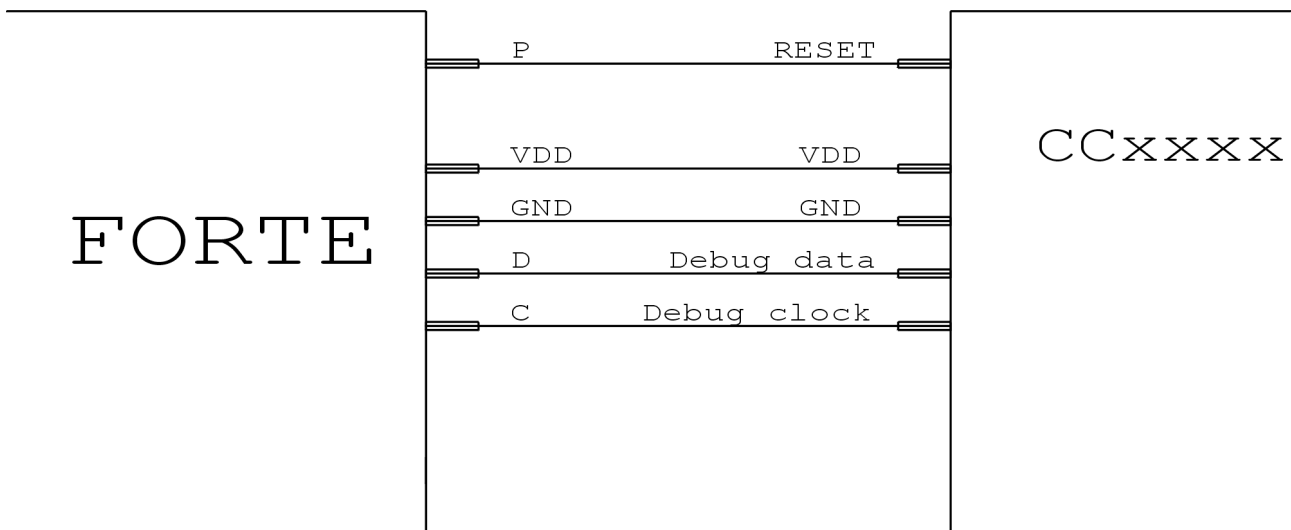 P RESET
CCxxxx
VDD VDD
FORTE
GND GND
D Debug data
C Debug clock